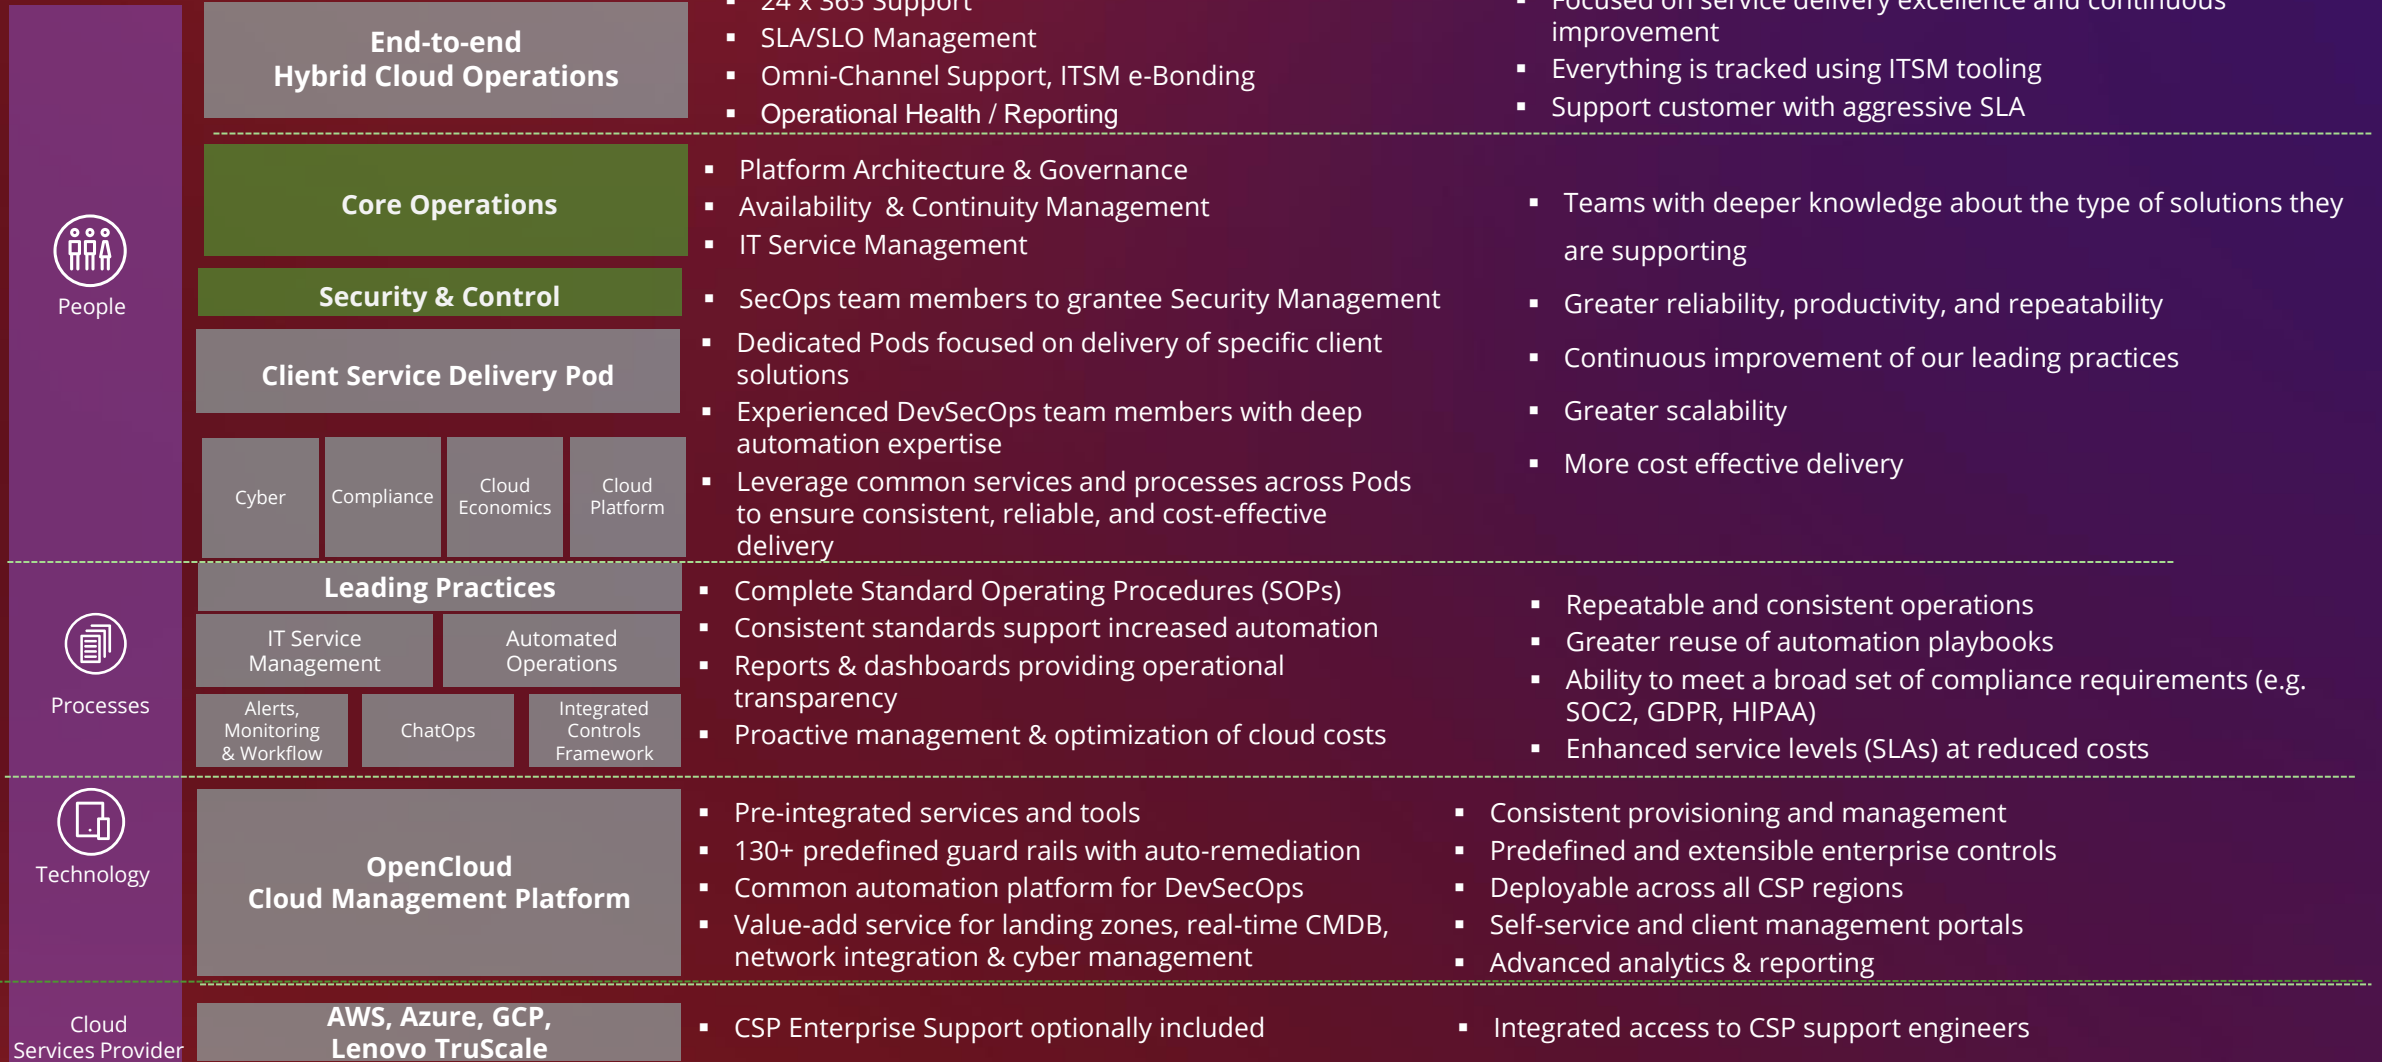 End-to-end
Hybrid Cloud Operations
24 x 365 Support
SLA/SLO Management
Omni-Channel Support, ITSM e-Bonding
Operational Health / Reporting
Focused on service delivery excellence and continuous
improvement
Everything is tracked using ITSM tooling
Support customer with aggressive SLA
People
Core Operations
Platform Architecture & Governance
Availability & Continuity Management
IT Service Management
Security & Control
SecOps team members to grantee Security Management
Client Service Delivery Pod
Dedicated Pods focused on delivery of specific client
solutions
Experienced DevSecOps team members with deep
automation expertise
Leverage common services and processes across Pods
to ensure consistent, reliable, and cost-effective
delivery
Cyber
Compliance
Cloud
Economics
Cloud
Platform
Teams with deeper knowledge about the type of solutions they
are supporting
Greater reliability, productivity, and repeatability
Continuous improvement of our leading practices
Greater scalability
More cost effective delivery
Processes
Leading Practices
IT Service
Management
Automated
Operations
Alerts,
Monitoring
& Workflow
ChatOps
Integrated
Controls
Framework
Complete Standard Operating Procedures (SOPs)
Consistent standards support increased automation
Reports & dashboards providing operational
transparency
Proactive management & optimization of cloud costs
Repeatable and consistent operations
Greater reuse of automation playbooks
Ability to meet a broad set of compliance requirements (e.g.
SOC2, GDPR, HIPAA)
Enhanced service levels (SLAs) at reduced costs
Technology
OpenCloud
Cloud Management Platform
Pre-integrated services and tools
130+ predefined guard rails with auto-remediation
Common automation platform for DevSecOps
Value-add service for landing zones, real-time CMDB,
network integration & cyber management
Consistent provisioning and management
Predefined and extensible enterprise controls
Deployable across all CSP regions
Self-service and client management portals
Advanced analytics & reporting
Cloud
Services Provider
AWS, Azure, GCP,
Lenovo TruScale
CSP Enterprise Support optionally included
Integrated access to CSP support engineers